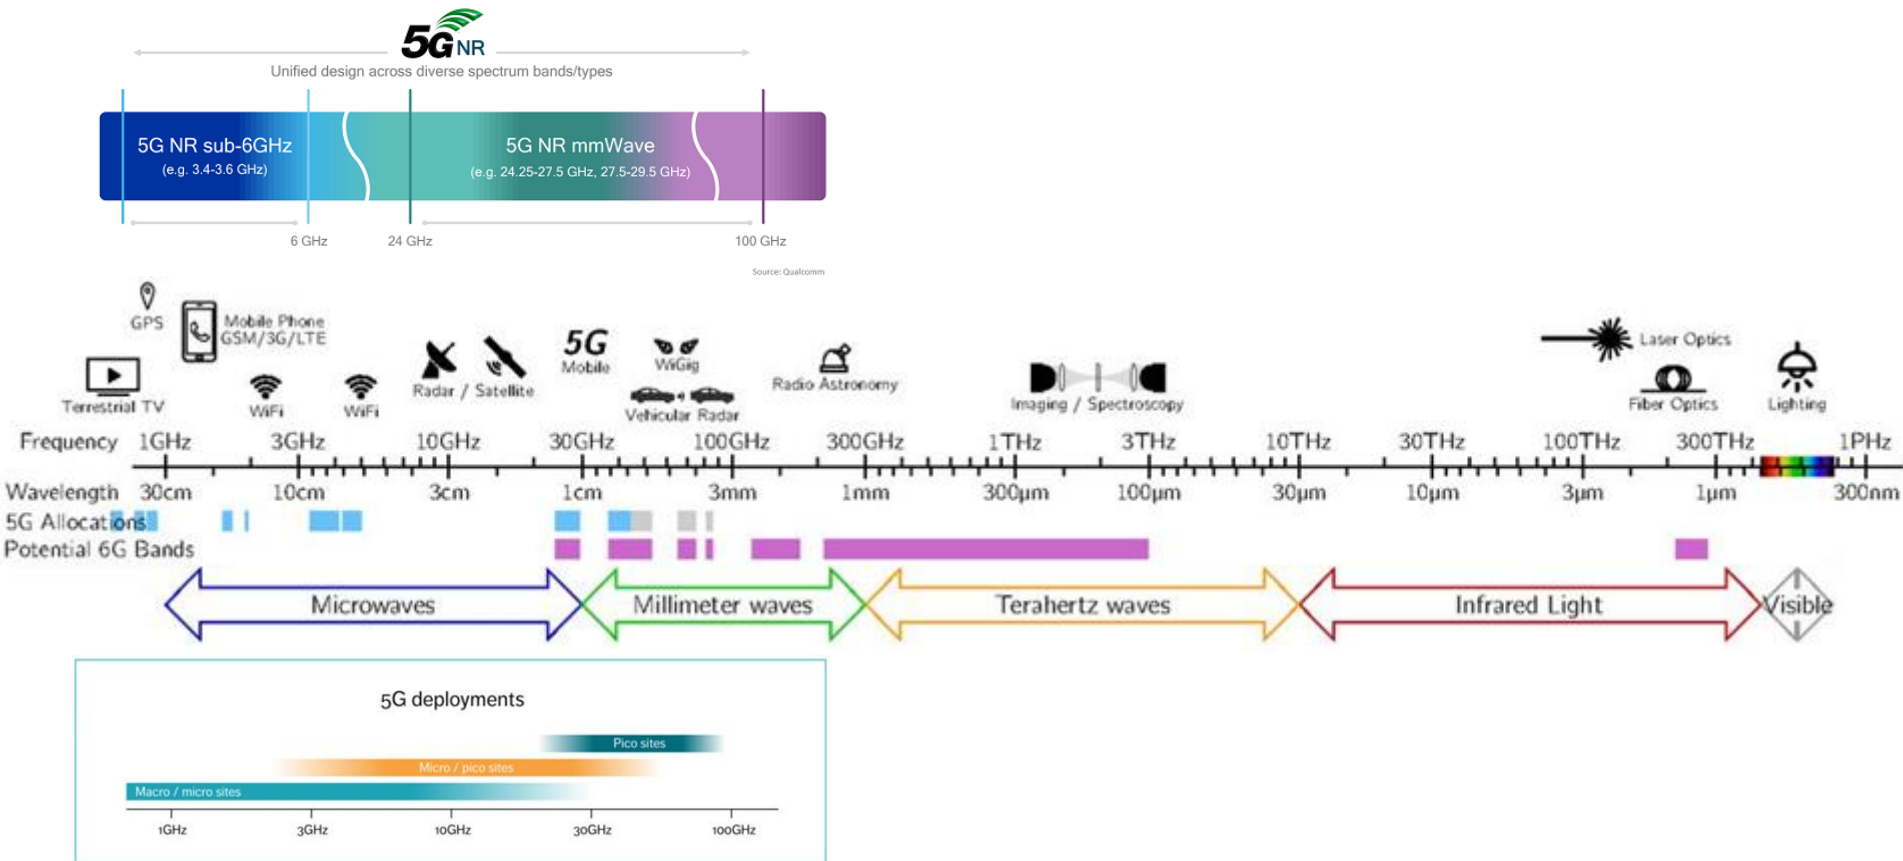 5G NR
Unified design across diverse spectrum bands/types
5G NR sub-6GHz
(e.g. 3.4-3.6 GHz)
5G NR mmWave
(e.g. 24.25-27.5 GHz, 27.5-29.5 GHz)
6 GHz 24 GHz 100 GHz
Source: Qualcomm
GPS
Mobile Phone
GSM/3G/LTE
Terrestrial TV
WiFi
WiFi
Radar / Satellite
5G
Mobile
WiGig
Vehicular Radar
Radio Astronomy
Imaging / Spectroscopy
Laser Optics
Fiber Optics
Lighting
Frequency 1GHz 3GHz 10GHz 30GHz 100GHz 300GHz 1THz 3THz 10THz 30THz 100THz 300THz 1PHz
Wavelength 30cm 10cm 3cm 1cm 3mm 1mm 300µm 100µm 30µm 10µm 3µm 1µm 300nm
5G Allocations
Potential 6G Bands
Microwaves Millimeter waves Terahertz waves Infrared Light Visible
5G deployments
Pico sites
Micro / pico sites
Macro / micro sites
1GHz 3GHz 10GHz 30GHz 100GHz